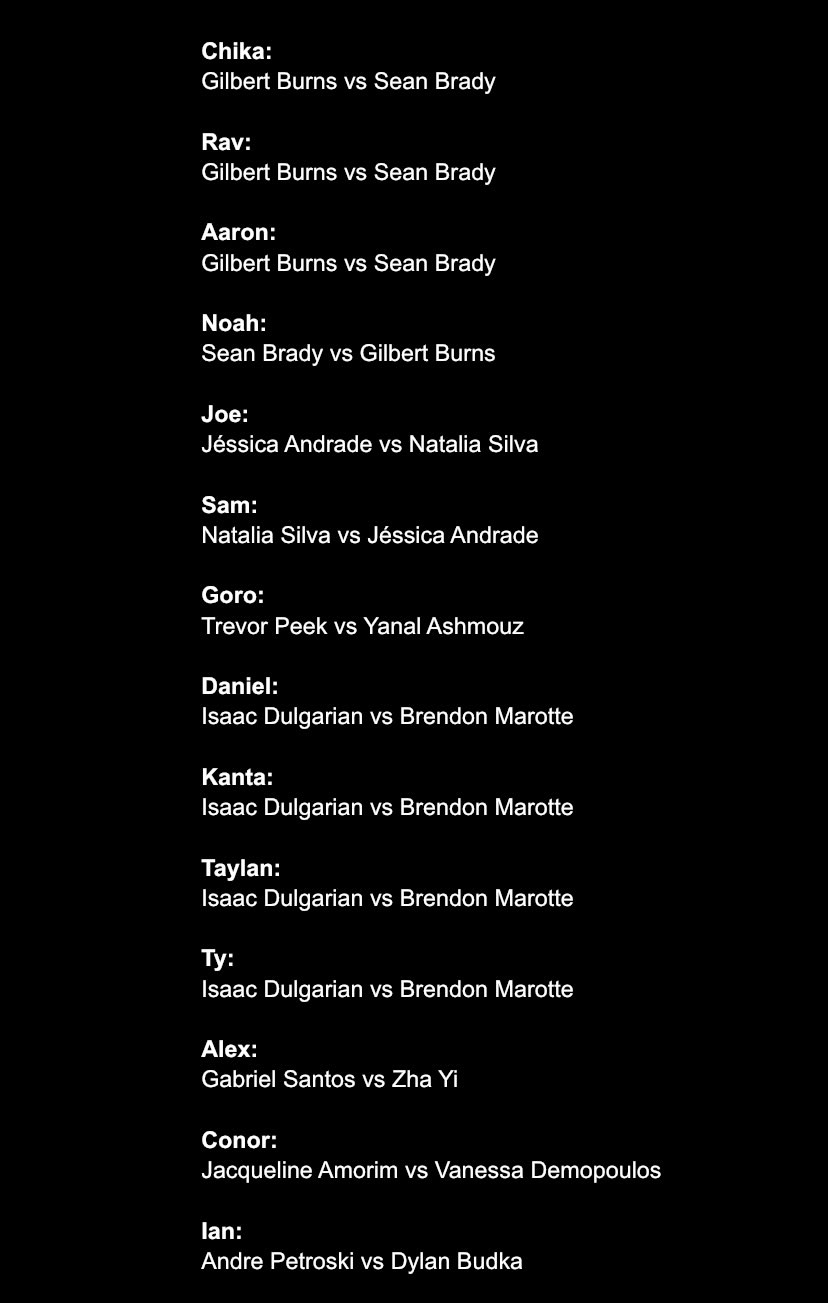 Chika:
Gilbert Burns vs Sean Brady
Rav:
Gilbert Burns vs Sean Brady
Aaron:
Gilbert Burns vs Sean Brady
Noah:
Sean Brady vs Gilbert Burns
Joe:
Jéssica Andrade vs Natalia Silva
Sam:
Natalia Silva vs Jéssica Andrade
Goro:
Trevor Peek vs Yanal Ashmouz
Daniel:
Isaac Dulgarian vs Brendon Marotte
Kanta:
Isaac Dulgarian vs Brendon Marotte
Taylan:
Isaac Dulgarian vs Brendon Marotte
Ty:
Isaac Dulgarian vs Brendon Marotte
Alex:
Gabriel Santos vs Zha Yi
Conor:
Jacqueline Amorim vs Vanessa Demopoulos
Ian:
Andre Petroski vs Dylan Budka